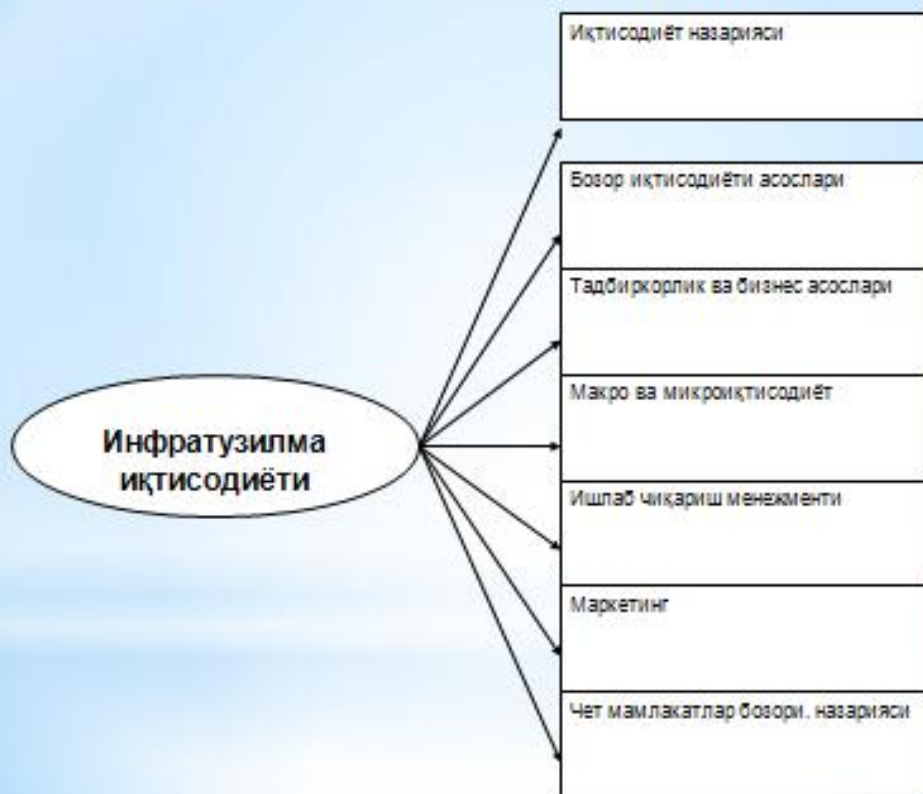 Иқтисодиёт назарияси
Бозор иқтисодиёти асослари
Тадбиркорлик ва бизнес асослари
Макро ва микроиқтисодиёт
Инфратузилма
иқтисодиёти
Ишлаб чиқариш менежменти
Маркетинг
Чет мамлакатлар бозори. назарияси